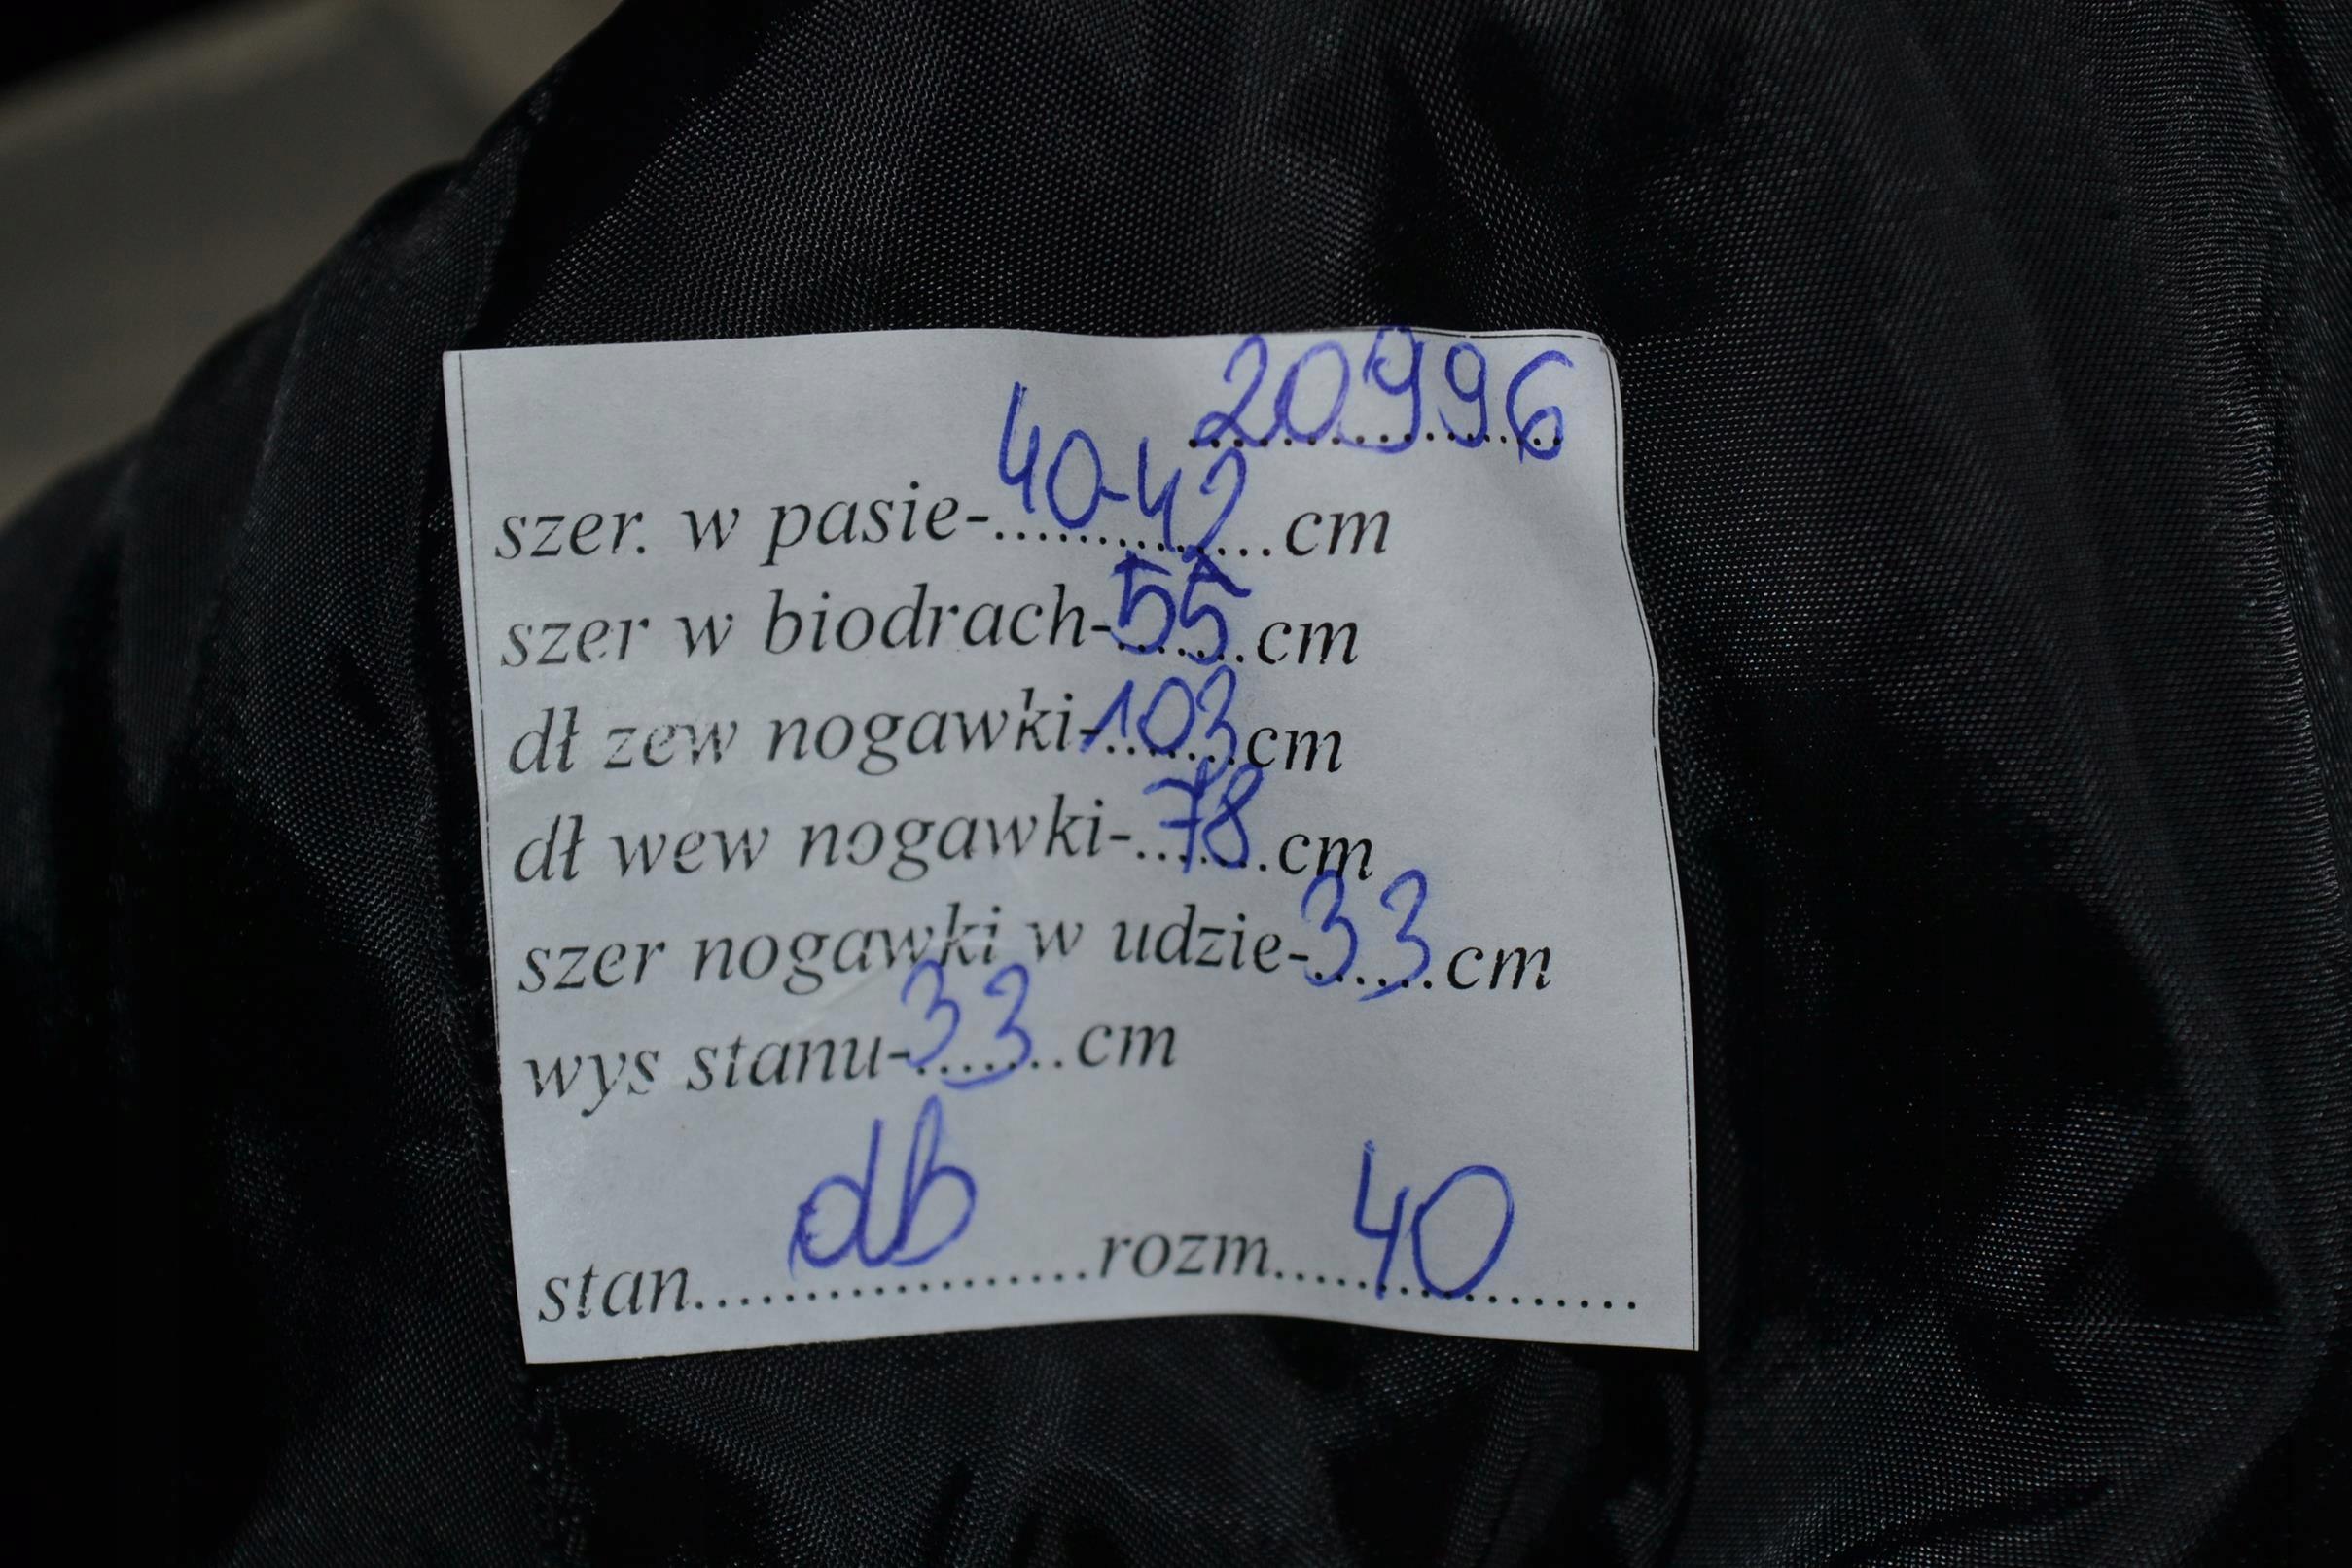 20996
szer. w pasie-40-42cm
szer w biodrach-55cm
dł zew nogawki-103cm
dł wew nogawki-78cm
szer nogawki w udzie-33cm
wys stanu-33cm
stan db rozm 40